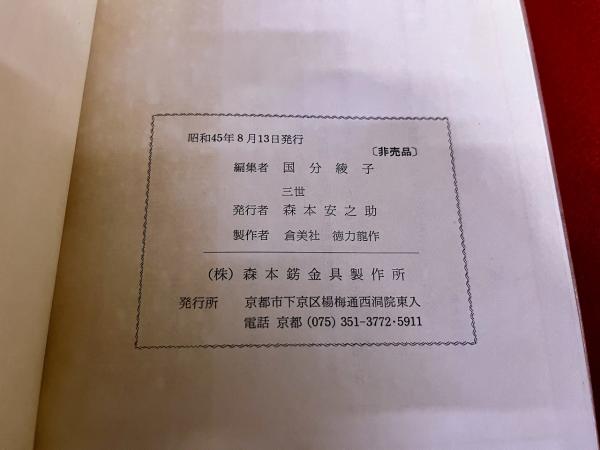 昭和45年8月13日発行
〔非売品〕
編集者 国分綾子
三世
発行者 森本安之助
製作者 倉美社 徳力龍作
(株) 森本錺金具製作所
発行所 京都市下京区楊梅通西洞院東入
電話 京都 (075) 351-3772・5911